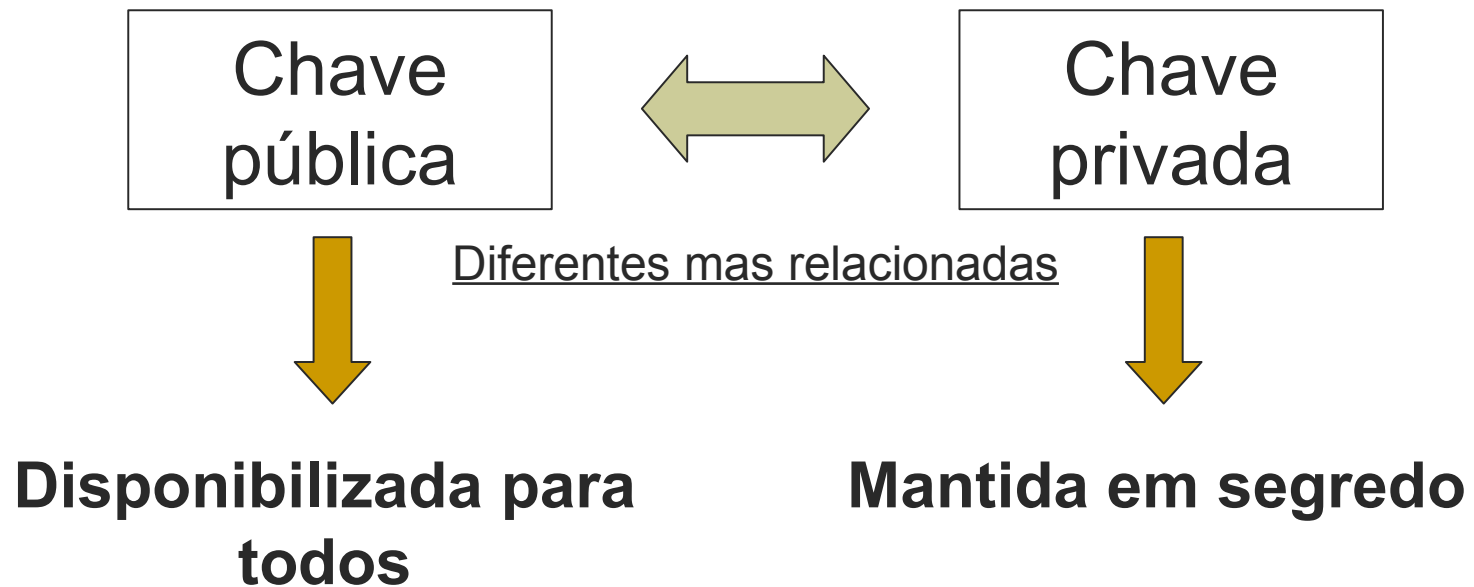 Chave
pública
Chave
privada
Diferentes mas relacionadas
Disponibilizada para
todos
Mantida em segredo